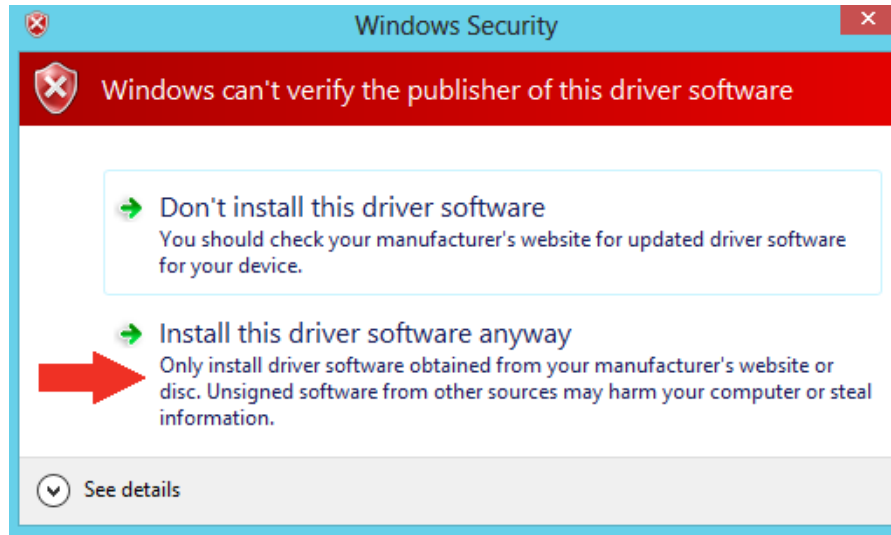 Windows Security
Windows can't verify the publisher of this driver software
Don't install this driver software
You should check your manufacturer's website for updated driver software
for your device.
Install this driver software anyway
Only install driver software obtained from your manufacturer's website or
disc. Unsigned software from other sources may harm your computer or steal
information.
See details